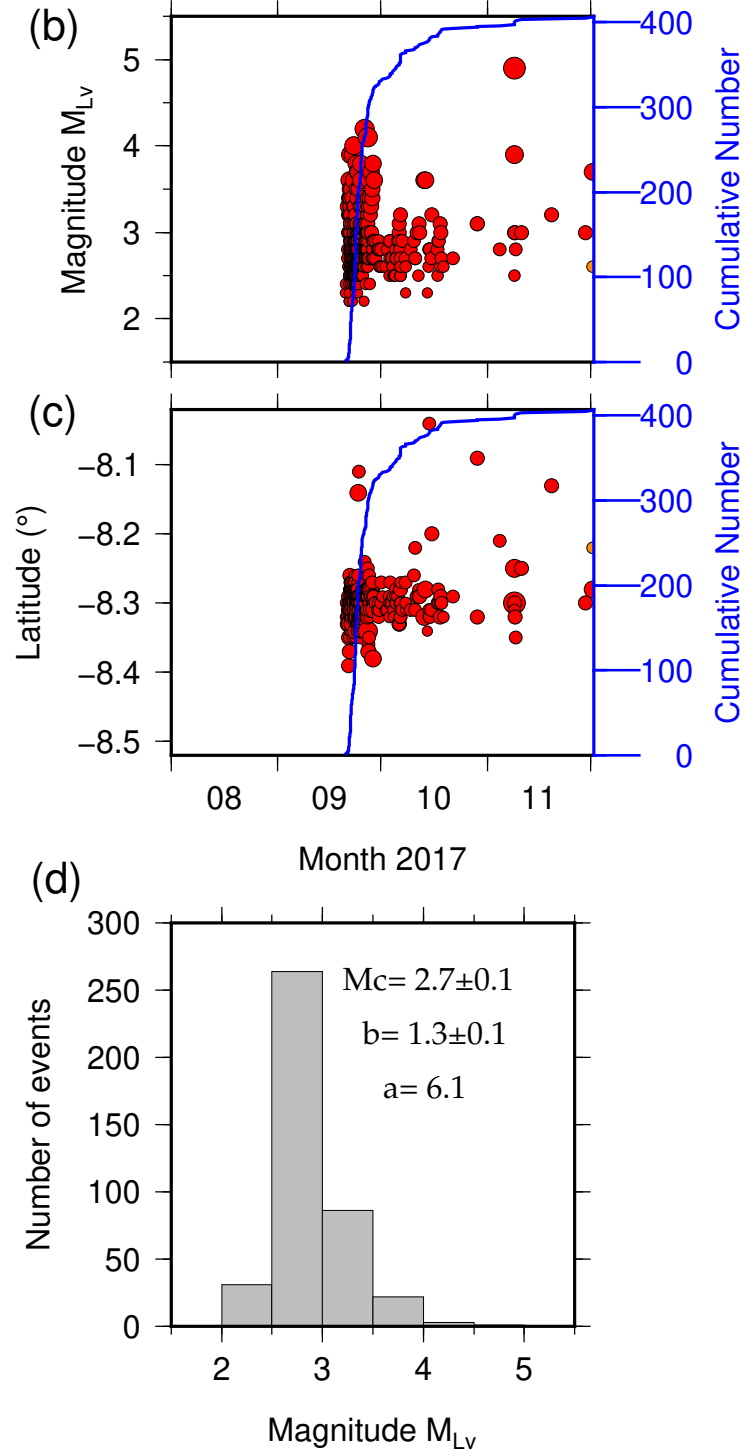 (b)
Magnitude M_Lv
5
4
3
2
400
300
200
100
0
Cumulative Number
(c)
Latitude (°)
−8.1
−8.2
−8.3
−8.4
−8.5
400
300
200
100
0
Cumulative Number
08 09 10 11
Month 2017
(d)
Number of events
300
250
200
150
100
50
0
Mc= 2.7±0.1
b= 1.3±0.1
a= 6.1
2 3 4 5
Magnitude M_Lv